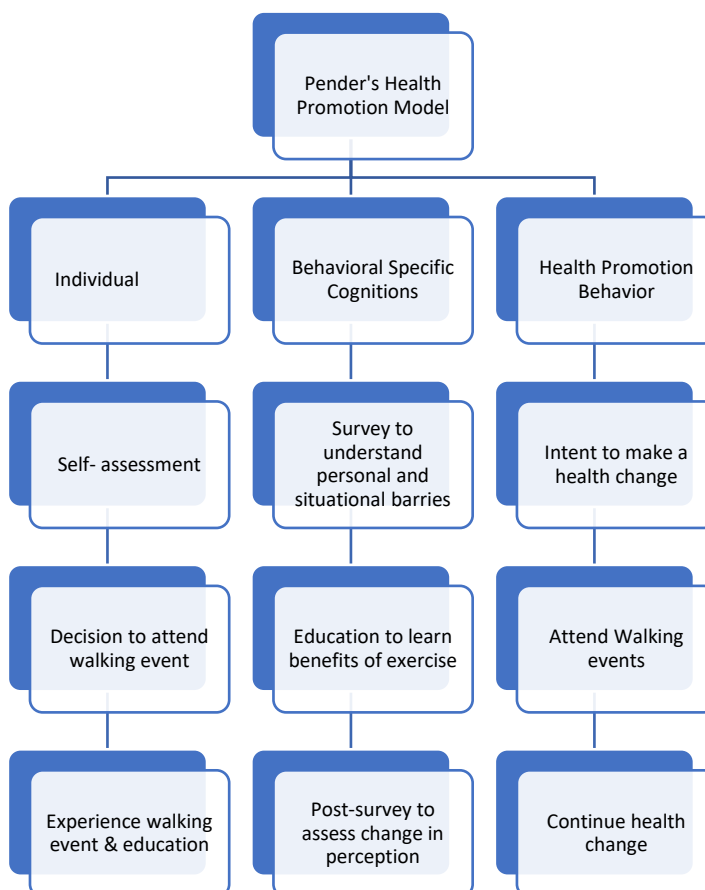 Pender's Health
Promotion Model
Individual
Behavioral Specific
Cognitions
Health Promotion
Behavior
Self- assessment
Survey to
understand
personal and
situational barries
Intent to make a
health change
Decision to attend
walking event
Education to learn
benefits of exercise
Attend Walking
events
Experience walking
event & education
Post-survey to
assess change in
perception
Continue health
change